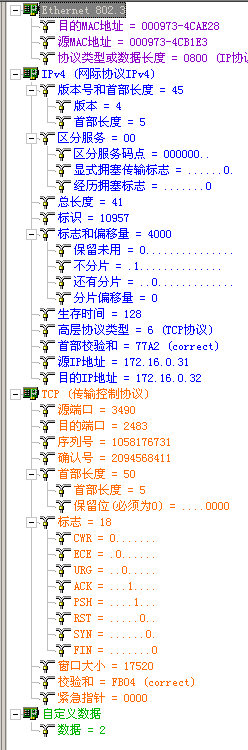 Ethernet 802.3
目的MAC地址 = 000973-4CAE28
源MAC地址 = 000973-4CB1E3
协议类型或数据长度 = 0800 (IP协议
IPv4 (网际协议IPv4)
版本号和首部长度 = 45
版本 = 4
首部长度 = 5
区分服务 = 00
区分服务码点 = 000000..
显式拥塞传输标志 = ......0.
经历拥塞标志 = .......0
总长度 = 41
标识 = 10957
标志和偏移量 = 4000
保留未用 = 0...............
不分片 = .1..............
还有分片 = ..0.............
分片偏移量 = 0
生存时间 = 128
高层协议类型 = 6 (TCP协议)
首部校验和 = 77A2 (correct)
源IP地址 = 172.16.0.31
目的IP地址 = 172.16.0.32
TCP (传输控制协议)
源端口 = 3490
目的端口 = 2483
序列号 = 1058176731
确认号 = 2094568411
首部长度 = 50
首部长度 = 5
保留位(必须为0) = ....0000
标志 = 18
CWR = 0.......
ECE = .0......
URG = ..0.....
ACK = ...1....
PSH = ....1...
RST = .....0..
SYN = ......0.
FIN = .......0
窗口大小 = 17520
校验和 = FB04 (correct)
紧急指针 = 0000
自定义数据
数据 = 2